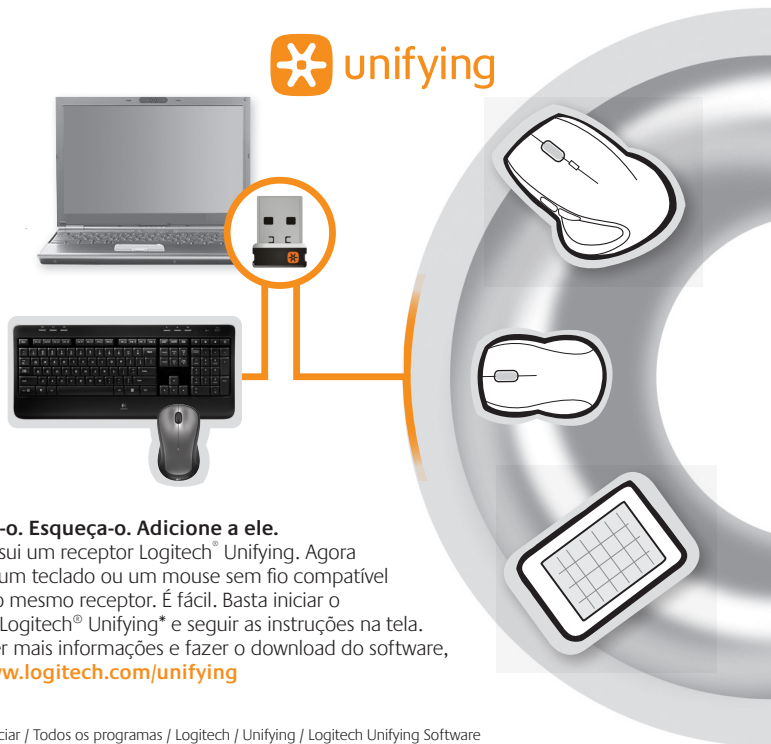 unifying
-o. Esqueça-o. Adicione a ele.
sui um receptor Logitech® Unifying. Agora
um teclado ou um mouse sem fio compatível
o mesmo receptor. É fácil. Basta iniciar o
Logitech® Unifying* e seguir as instruções na tela.
er mais informações e fazer o download do software,
w.logitech.com/unifying
ciar / Todos os programas / Logitech / Unifying / Logitech Unifying Software